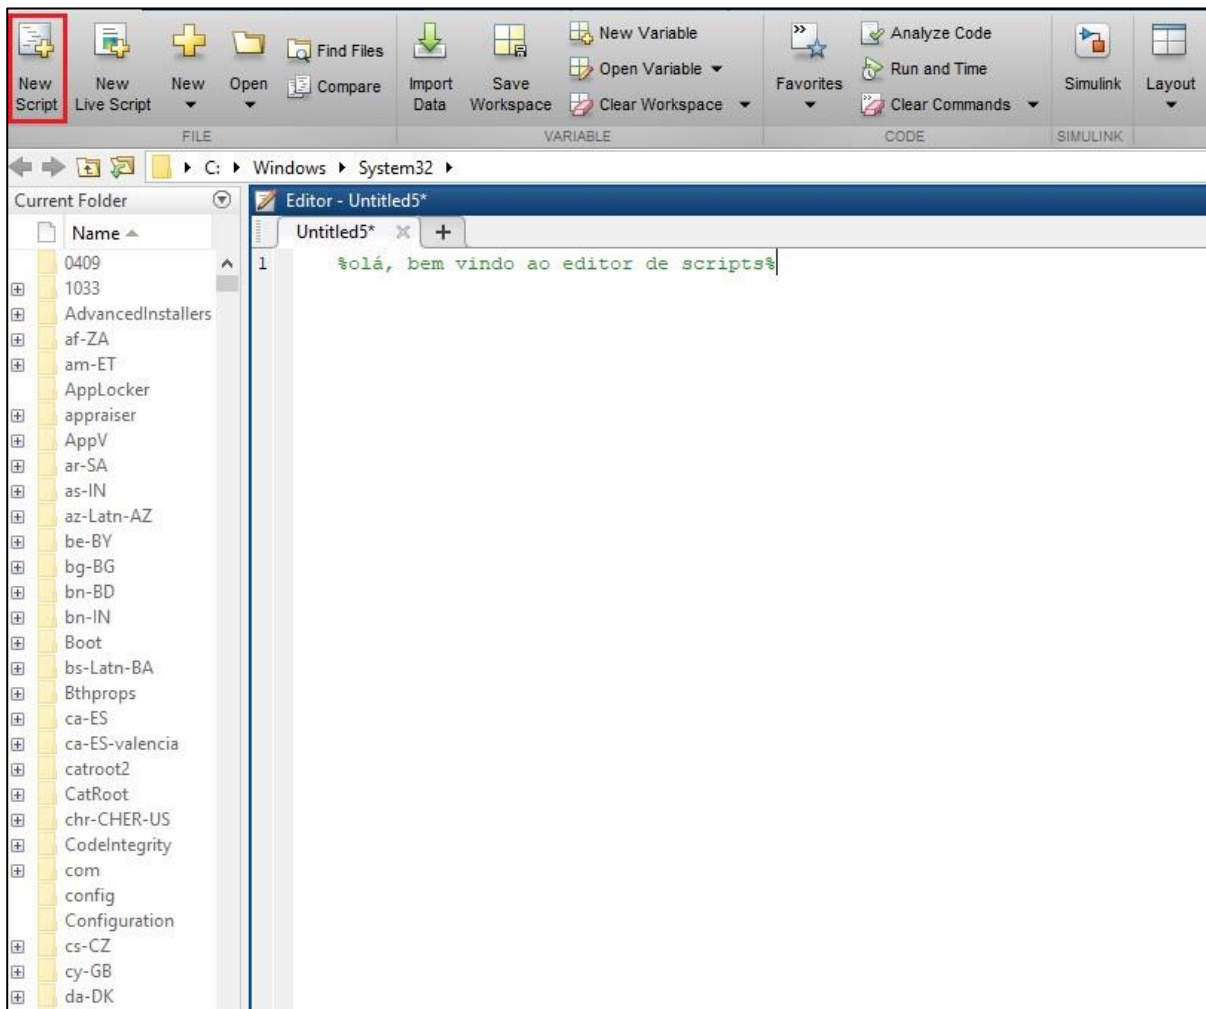 New Script
New Live Script
New
Open
Find Files
Compare
Import Data
Save Workspace
New Variable
Open Variable
Clear Workspace
Favorites
Analyze Code
Run and Time
Clear Commands
Simulink
Layout
FILE
VARIABLE
CODE
SIMULINK
C: Windows System32
Current Folder
Editor - Untitled5*
Name
Untitled5*
1 %olá, bem vindo ao editor de scripts%
0409
1033
AdvancedInstallers
af-ZA
am-ET
AppLocker
appraiser
AppV
ar-SA
as-IN
az-Latn-AZ
be-BY
bg-BG
bn-BD
bn-IN
Boot
bs-Latn-BA
Bthprops
ca-ES
ca-ES-valencia
catroot2
CatRoot
chr-CHER-US
CodeIntegrity
com
config
Configuration
cs-CZ
cy-GB
da-DK